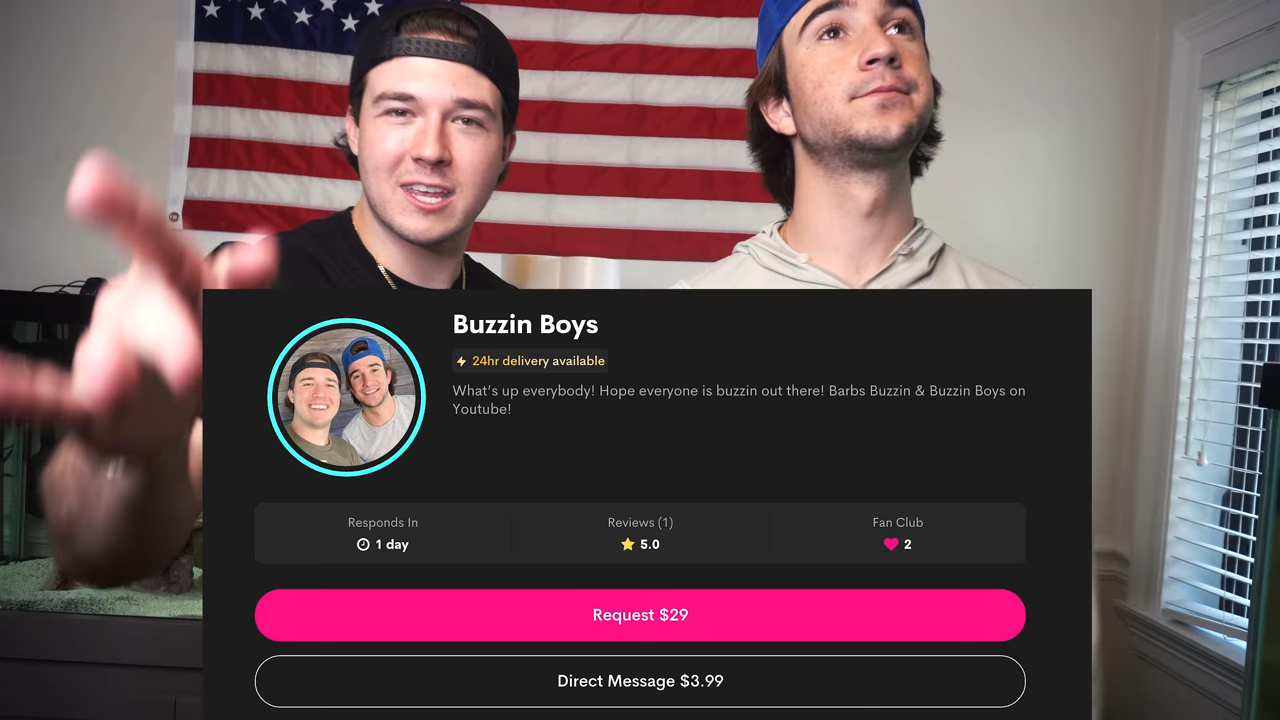 Buzzin Boys
24hr delivery available
What's up everybody! Hope everyone is buzzin out there! Barbs Buzzin & Buzzin Boys on
Youtube!
Responds In
Reviews (1)
Fan Club
1 day
5.0
2
Request $29
Direct Message $3.99